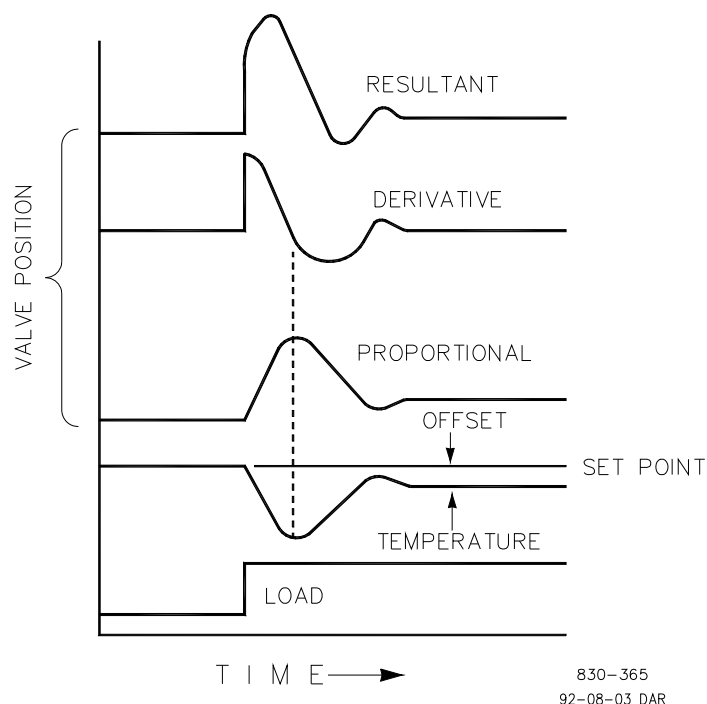 RESULTANT
DERIVATIVE
VALVE POSITION
PROPORTIONAL
OFFSET
SET POINT
TEMPERATURE
LOAD
TIME
830-365
92-08-03 DAR